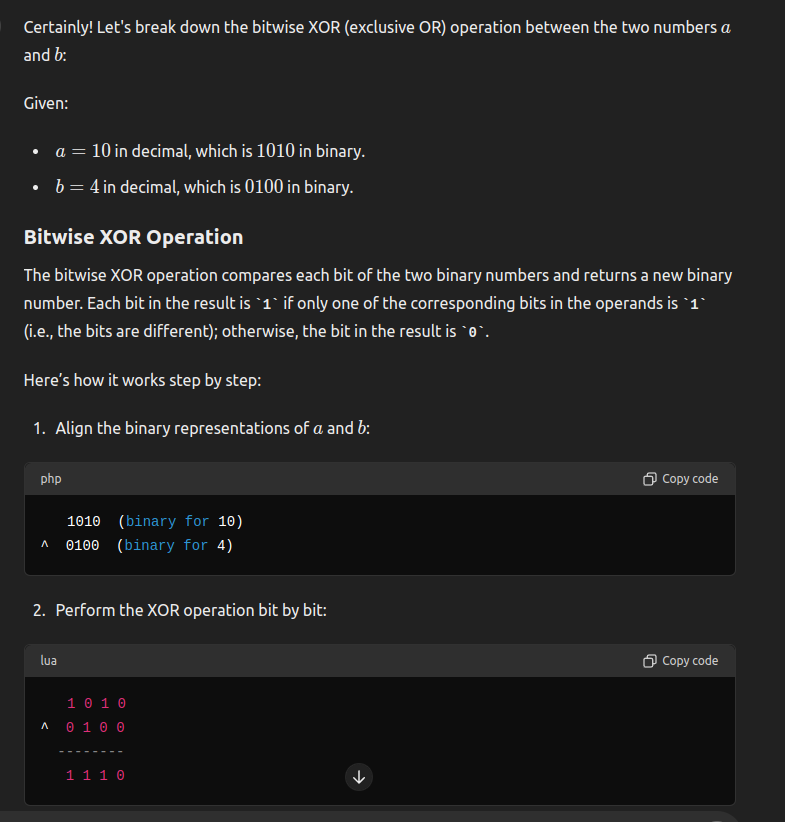 Certainly! Let's break down the bitwise XOR (exclusive OR) operation between the two numbers a
and b:
Given:
• a = 10 in decimal, which is 1010 in binary.
• b = 4 in decimal, which is 0100 in binary.
Bitwise XOR Operation
The bitwise XOR operation compares each bit of the two binary numbers and returns a new binary
number. Each bit in the result is `1` if only one of the corresponding bits in the operands is `1`
(i.e., the bits are different); otherwise, the bit in the result is `0`.
Here's how it works step by step:
1. Align the binary representations of a and b:
php Copy code
1010 (binary for 10)
^ 0100 (binary for 4)
2. Perform the XOR operation bit by bit:
lua Copy code
1 0 1 0
^ 0 1 0 0
--------
1 1 1 0